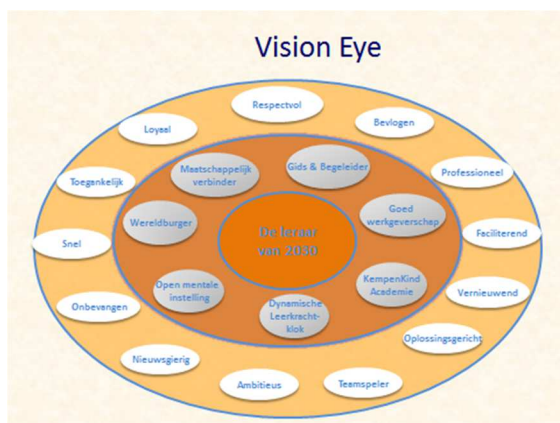 Vision Eye
Respectvol
Bevlogen
Loyaal
Professioneel
Toegankelijk
Faciliterend
Snel
Vernieuwend
Onbevangen
Oplossingsgericht
Nieuwsgierig
Teamspeler
Ambitieus
Maatschappelijk
verbinder
Gids & Begeleider
Wereldburger
Goed
werkgeverschap
Open mentale
instelling
KempenKind
Academie
Dynamische
Leerkracht-
klok
De leraar
van 2030